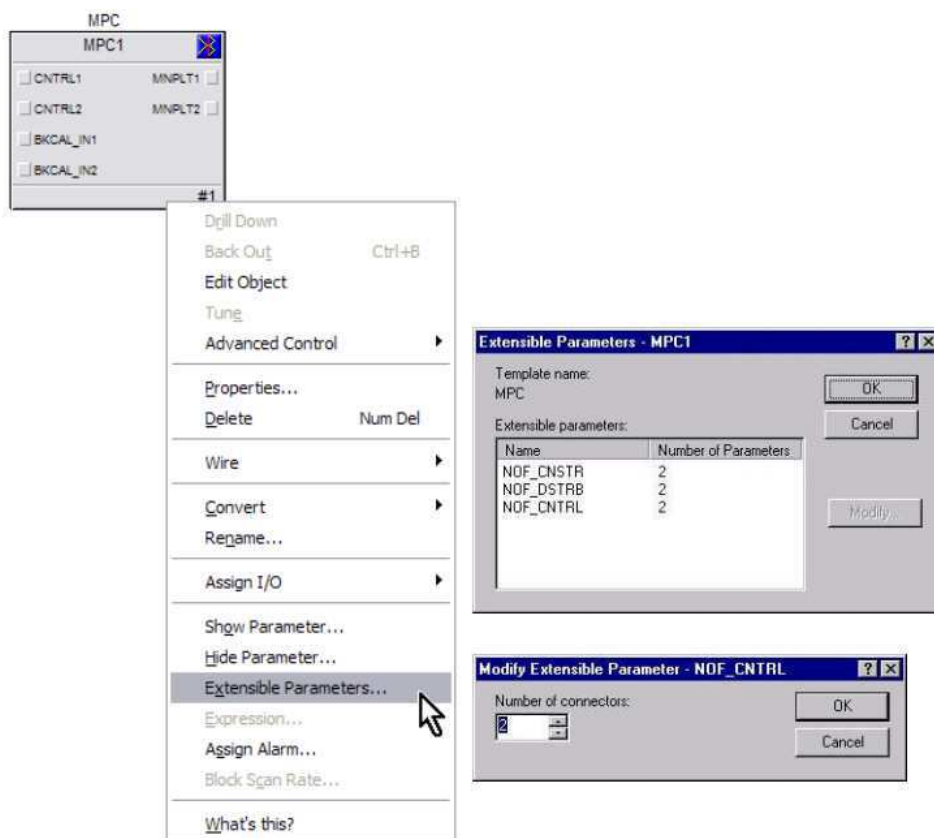 MPC
MPC1
CNTRL1 MNPLT1
CNTRL2 MNPLT2
BKCAL_IN1
BKCAL_IN2
#1
Drill Down
Back Out Ctrl+B
Edit Object
Tune
Advanced Control
Properties...
Delete Num Del
Wire
Convert
Rename...
Assign I/O
Show Parameter...
Hide Parameter...
Extensible Parameters...
Expression...
Assign Alarm...
Block Scan Rate...
What's this?
Extensible Parameters - MPC1
Template name:
MPC
OK
Cancel
Extensible parameters:
Name Number of Parameters
NOF_CNSTR 2
NOF_DSTRB 2
NOF_CNTRL 2
Modify...
Modify Extensible Parameter - NOF_CNTRL
Number of connectors:
2
OK
Cancel